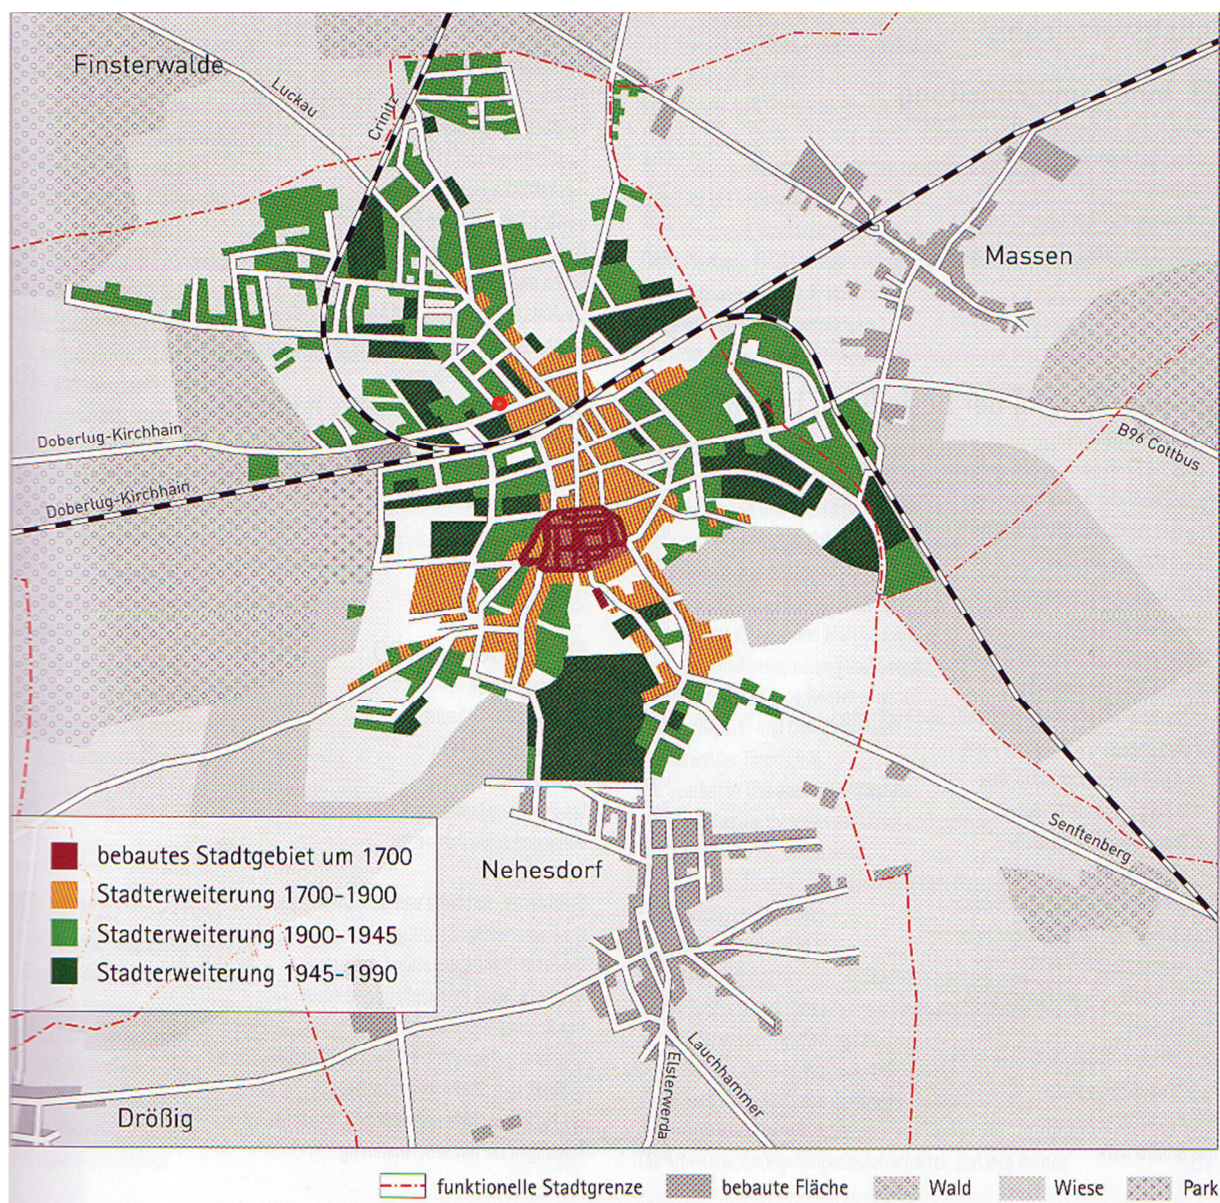 Finsterwalde
Luckau
Crinitz
Massen
Doberlug-Kirchhain
B96 Cottbus
Doberlug-Kirchhain
Senftenberg
bebautes Stadtgebiet um 1700
Stadterweiterung 1700-1900
Stadterweiterung 1900-1945
Stadterweiterung 1945-1990
Nehesdorf
Lauchhammer
Elsterwerda
Drößig
funktionelle Stadtgrenze
bebaute Fläche
Wald
Wiese
Park